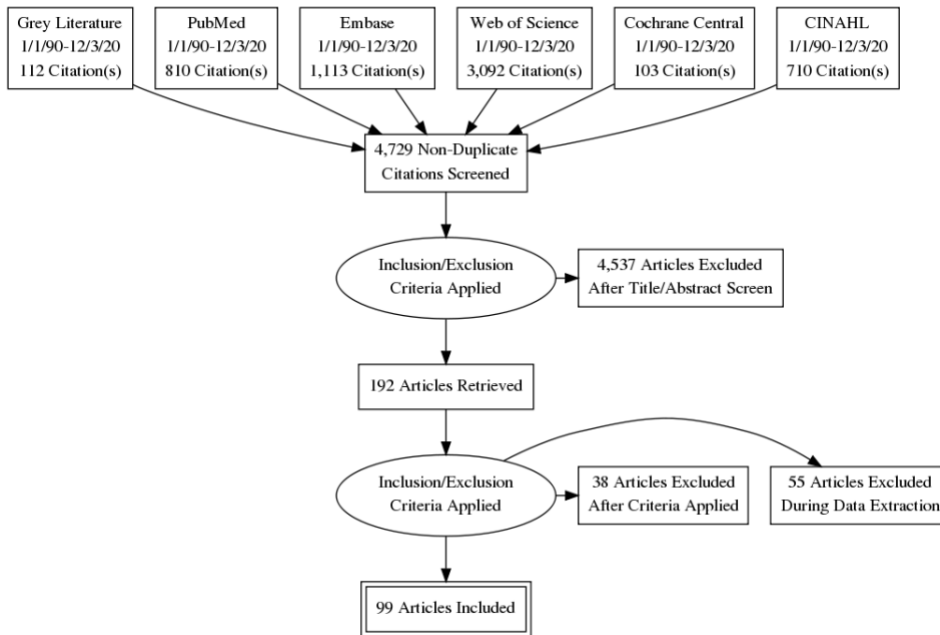 Grey Literature
1/1/90-12/3/20
112 Citation(s)
PubMed
1/1/90-12/3/20
810 Citation(s)
Embase
1/1/90-12/3/20
1,113 Citation(s)
Web of Science
1/1/90-12/3/20
3,092 Citation(s)
Cochrane Central
1/1/90-12/3/20
103 Citation(s)
CINAHL
1/1/90-12/3/20
710 Citation(s)
4,729 Non-Duplicate
Citations Screened
Inclusion/Exclusion
Criteria Applied
4,537 Articles Excluded
After Title/Abstract Screen
192 Articles Retrieved
Inclusion/Exclusion
Criteria Applied
38 Articles Excluded
After Criteria Applied
55 Articles Excluded
During Data Extraction
99 Articles Included